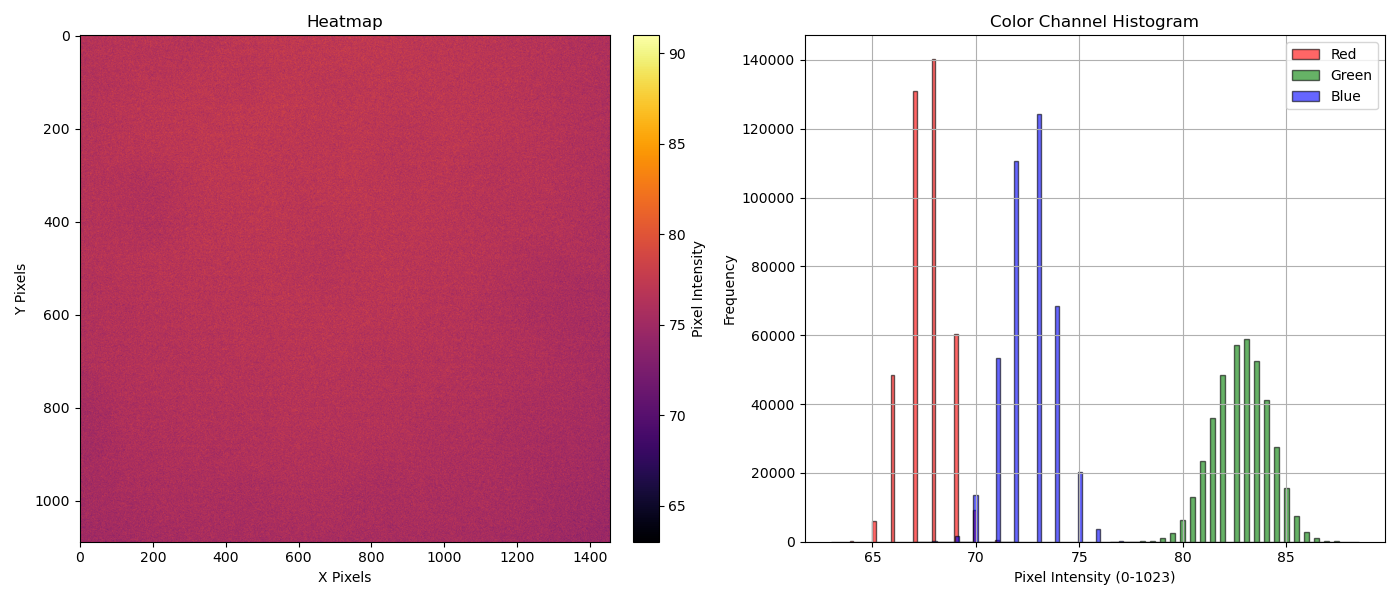 Heatmap
0
200
400
600
800
1000
0 200 400 600 800 1000 1200 1400
X Pixels
Y Pixels
90
85
80
75
70
65
Pixel Intensity
Color Channel Histogram
Red
Green
Blue
140000
120000
100000
80000
60000
40000
20000
0
65 70 75 80 85
Pixel Intensity (0-1023)
Frequency